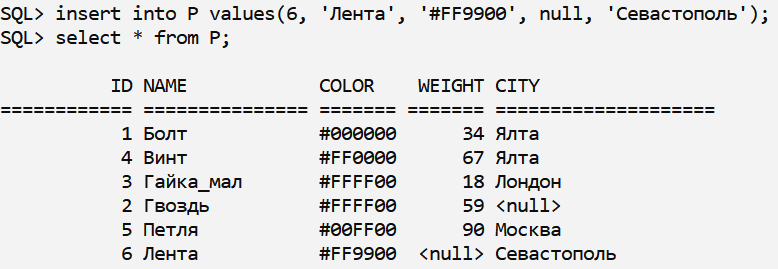 SQL> insert into P values(6, 'Лента', '#FF9900', null, 'Севастополь');
SQL> select * from P;
ID NAME COLOR WEIGHT CITY
============ =============== ======= ======= ====================
1 Болт #000000 34 Ялта
4 Винт #FF0000 67 Ялта
3 Гайка_мал #FFFF00 18 Лондон
2 Гвоздь #FFFF00 59 <null>
5 Петля #00FF00 90 Москва
6 Лента #FF9900 <null> Севастополь